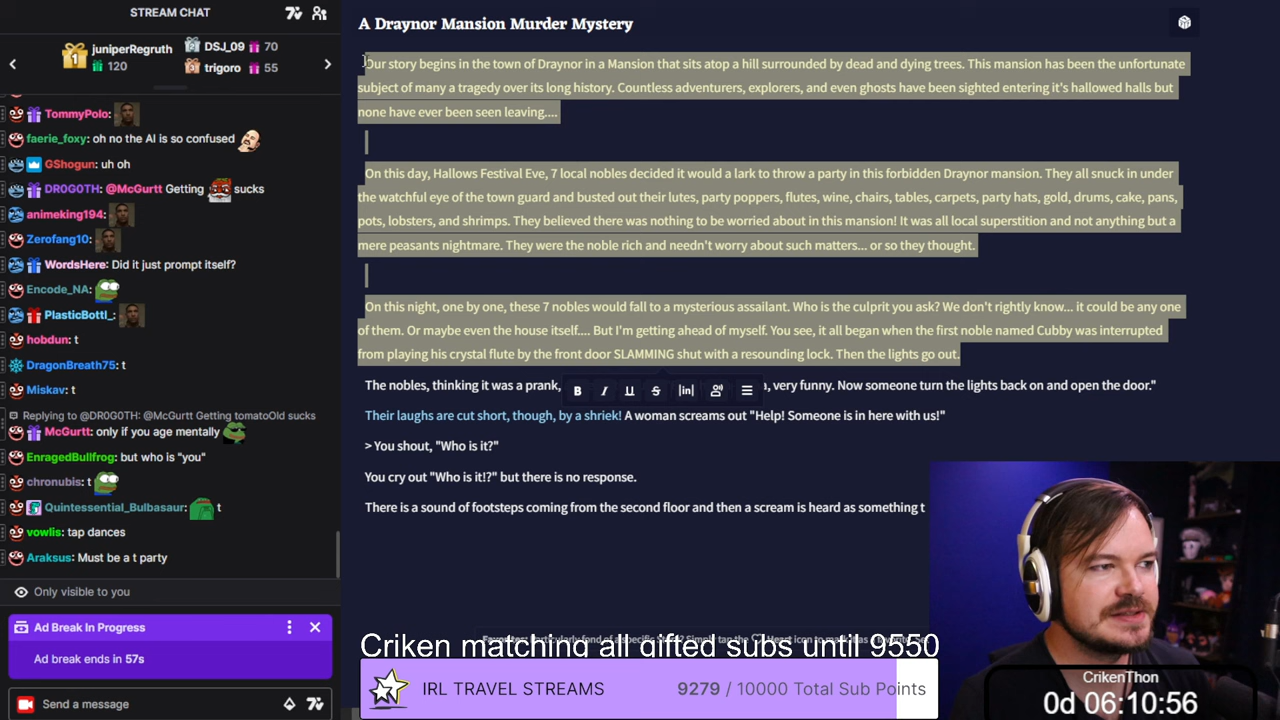 STREAM CHAT
1 juniperRegruth
120
2 DSJ_09 70
3 trigoro 55
TommyPolo:
faerie_foxy: oh no the AI is so confused
GShogun: uh oh
DR0G0TH: @McGurtt Getting sucks
animeking194:
Zerofang10:
WordsHere: Did it just prompt itself?
Encode_NA:
PlasticBottl_:
hobdun: t
DragonBreath75: t
Miskav: t
Replying to @DR0G0TH: @McGurtt Getting tomatoOld sucks
McGurtt: only if you age mentally
EnragedBullfrog: but who is "you"
chronubis: t
Quintessential_Bulbasaur: t
vowlis: tap dances
Araksus: Must be a t party
Only visible to you
Ad Break In Progress
Ad break ends in 57s
Send a message
A Draynor Mansion Murder Mystery
Our story begins in the town of Draynor in a Mansion that sits atop a hill surrounded by dead and dying trees. This mansion has been the unfortunate
subject of many a tragedy over its long history. Countless adventurers, explorers, and even ghosts have been sighted entering it's hallowed halls but
none have ever been seen leaving....
On this day, Hallows Festival Eve, 7 local nobles decided it would a lark to throw a party in this forbidden Draynor mansion. They all snuck in under
the watchful eye of the town guard and busted out their lutes, party poppers, flutes, wine, chairs, tables, carpets, party hats, gold, drums, cake, pans,
pots, lobsters, and shrimps. They believed there was nothing to be worried about in this mansion! It was all local superstition and not anything but a
mere peasants nightmare. They were the noble rich and needn't worry about such matters... or so they thought.
On this night, one by one, these 7 nobles would fall to a mysterious assailant. Who is the culprit you ask? We don't rightly know... it could be any one
of them. Or maybe even the house itself.... But I'm getting ahead of myself. You see, it all began when the first noble named Cubby was interrupted
from playing his crystal flute by the front door SLAMMING shut with a resounding lock. Then the lights go out.
The nobles, thinking it was a prank, a, very funny. Now someone turn the lights back on and open the door."
B I U S [in]
Their laughs are cut short, though, by a shriek! A woman screams out "Help! Someone is in here with us!"
> You shout, "Who is it?"
You cry out "Who is it!?" but there is no response.
There is a sound of footsteps coming from the second floor and then a scream is heard as something t
Criken matching all gifted subs until 9550
IRL TRAVEL STREAMS 9279 / 10000 Total Sub Points
CrikenThon
0d 06:10:56